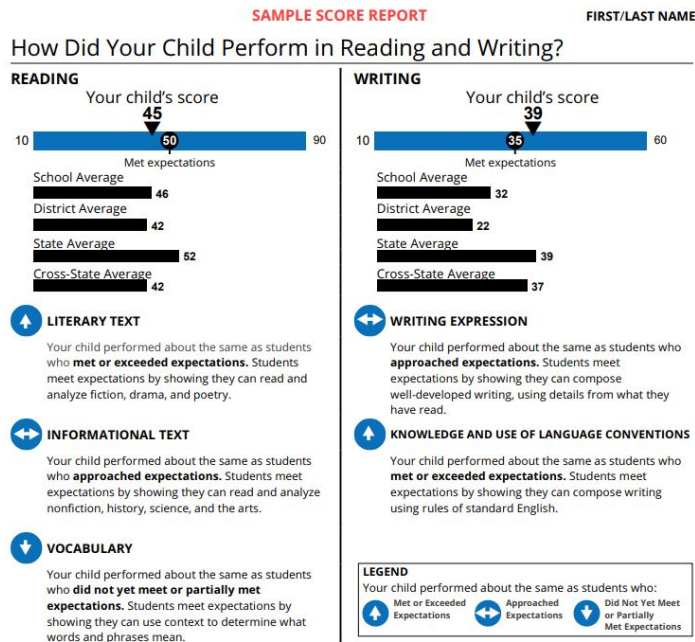 SAMPLE SCORE REPORT
FIRST/LAST NAME
How Did Your Child Perform in Reading and Writing?
READING
Your child's score
45
10
50
90
Met expectations
School Average
46
District Average
42
State Average
52
Cross-State Average
42
LITERARY TEXT
Your child performed about the same as students
who met or exceeded expectations. Students
meet expectations by showing they can read and
analyze fiction, drama, and poetry.
INFORMATIONAL TEXT
Your child performed about the same as students
who approached expectations. Students meet
expectations by showing they can read and analyze
nonfiction, history, science, and the arts.
VOCABULARY
Your child performed about the same as students
who did not yet meet or partially met
expectations. Students meet expectations by
showing they can use context to determine what
words and phrases mean.
WRITING
Your child's score
39
10
35
60
Met expectations
School Average
32
District Average
22
State Average
39
Cross-State Average
37
WRITING EXPRESSION
Your child performed about the same as students who
approached expectations. Students meet
expectations by showing they can compose
well-developed writing, using details from what they
have read.
KNOWLEDGE AND USE OF LANGUAGE CONVENTIONS
Your child performed about the same as students who
met or exceeded expectations. Students meet
expectations by showing they can compose writing
using rules of standard English.
LEGEND
Your child performed about the same as students who:
Met or Exceeded
Expectations
Approached
Expectations
Did Not Yet Meet
or Partially
Met Expectations